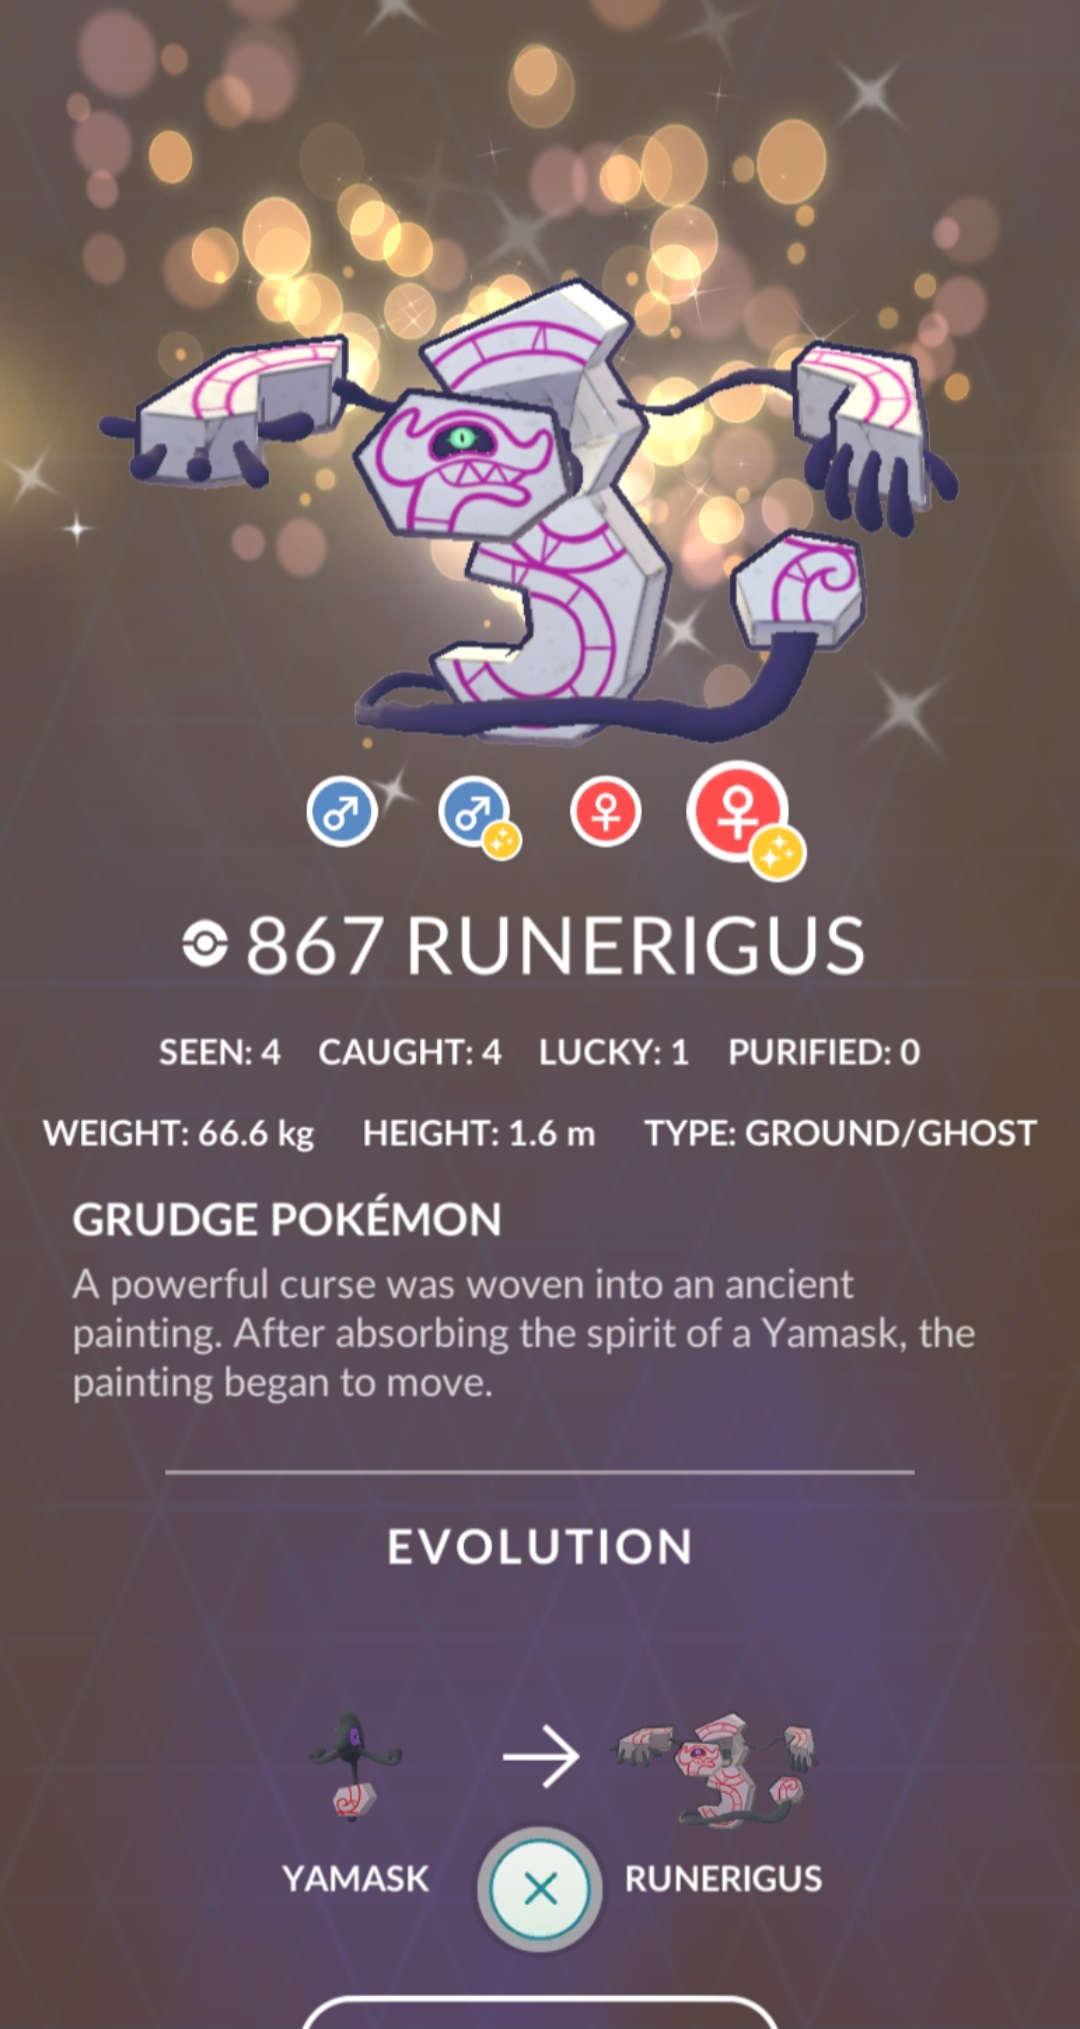 867 RUNERIGUS
SEEN: 4 CAUGHT: 4 LUCKY: 1 PURIFIED: 0
WEIGHT: 66.6 kg HEIGHT: 1.6 m TYPE: GROUND/GHOST
GRUDGE POKÉMON
A powerful curse was woven into an ancient
painting. After absorbing the spirit of a Yamask, the
painting began to move.
EVOLUTION
YAMASK RUNERIGUS